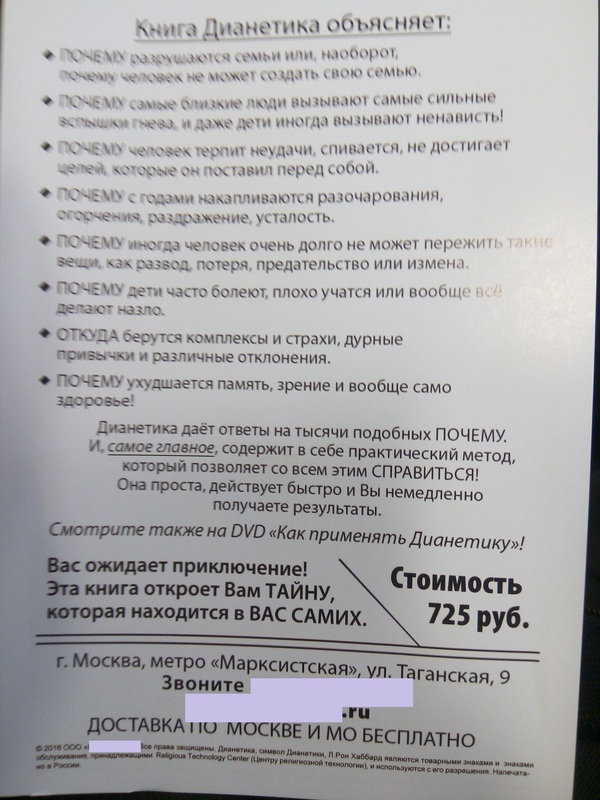 Книга Дианетика объясняет:
◆ ПОЧЕМУ разрушаются семьи или, наоборот,
почему человек не может создать свою семью.
◆ ПОЧЕМУ самые близкие люди вызывают самые сильные
вспышки гнева, и даже дети иногда вызывают ненависть!
◆ ПОЧЕМУ человек терпит неудачи, спивается, не достигает
целей, которые он поставил перед собой.
◆ ПОЧЕМУ с годами накапливаются разочарования,
огорчения, раздражение, усталость.
◆ ПОЧЕМУ иногда человек очень долго не может пережить такие
вещи, как развод, потеря, предательство или измена.
◆ ПОЧЕМУ дети часто болеют, плохо учатся или вообще всё
делают назло.
◆ ОТКУДА берутся комплексы и страхи, дурные
привычки и различные отклонения.
◆ ПОЧЕМУ ухудшается память, зрение и вообще само
здоровье!
Дианетика даёт ответы на тысячи подобных ПОЧЕМУ.
И, самое главное, содержит в себе практический метод,
который позволяет со всем этим СПРАВИТЬСЯ!
Она проста, действует быстро и Вы немедленно
получаете результаты.
Смотрите также на DVD «Как применять Дианетику»!
Вас ожидает приключение!
Эта книга откроет Вам ТАЙНУ,
которая находится в ВАС САМИХ.
Стоимость
725 руб.
г. Москва, метро «Марксистская», ул. Таганская, 9
Звоните
.ru
ДОСТАВКА ПО МОСКВЕ И МО БЕСПЛАТНО
© 2016 ООО « Все права защищены. Дианетика, символ Дианетики, Л.Рон Хаббард являются товарными знаками и знаками
обслуживания, принадлежащими Religious Technology Center (Центру религиозной технологии), и используются с его разрешения. Напечата-
но в России.